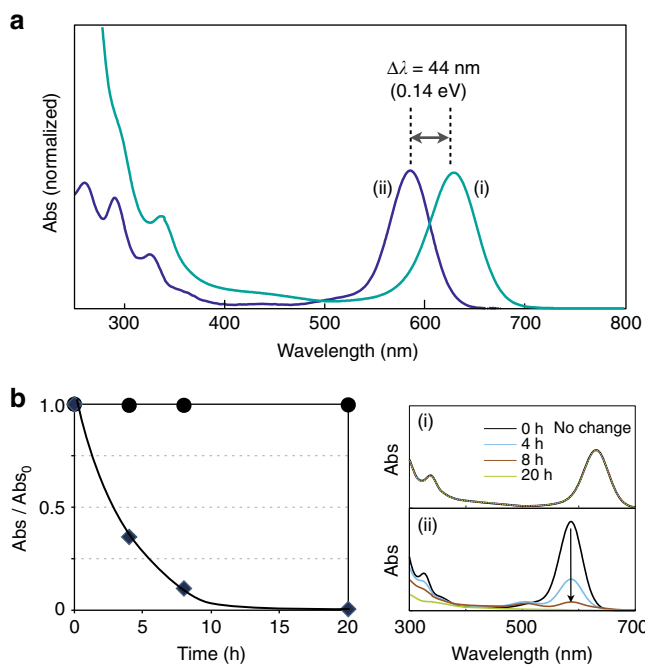 a
Δλ = 44 nm
(0.14 eV)
(ii)
(i)
Abs (normalized)
300
400
500
600
700
800
Wavelength (nm)
b
1.0
0.5
0
Abs / Abs₀
0
5
10
15
20
Time (h)
(i)
0 h No change
4 h
8 h
20 h
Abs
(ii)
Abs
300
500
700
Wavelength (nm)